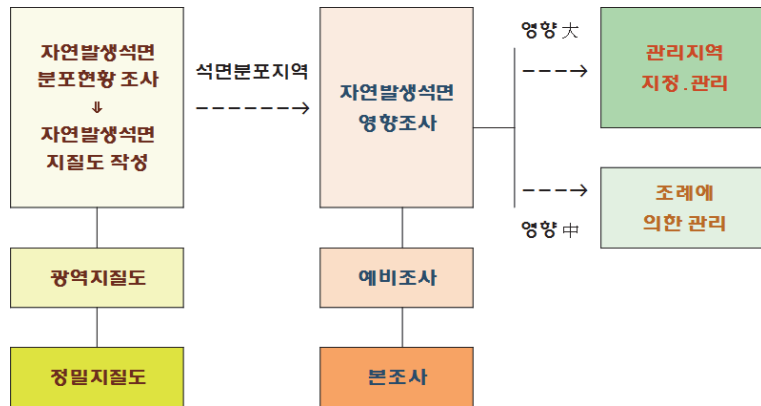 자연발생석면
분포현황 조사
⇓
자연발생석면
지질도 작성
석면분포지역
자연발생석면
영향조사
영향 大
관리지역
지정.관리
영향 中
조례에
의한 관리
광역지질도
예비조사
정밀지질도
본조사